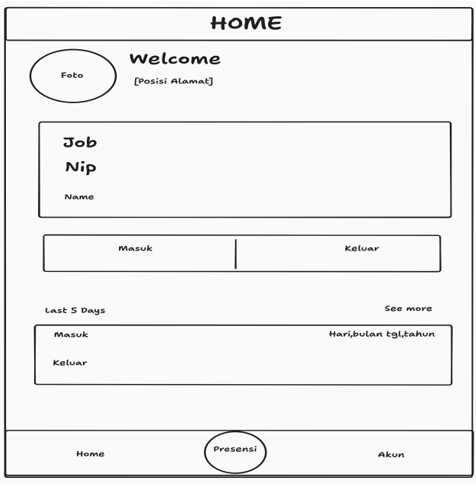 HOME
Foto
Welcome
[Posisi Alamat]
Job
Nip
Name
Masuk
Keluar
Last 5 Days
See more
Masuk
Hari,bulan tgl,tahun
Keluar
Home
Presensi
Akun